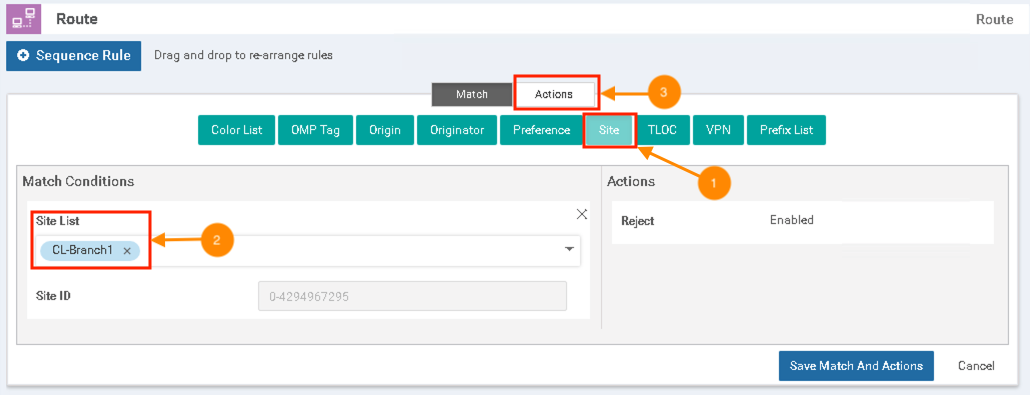 Route
Route
Sequence Rule
Drag and drop to re-arrange rules
Match
Actions
3
Color List
OMP Tag
Origin
Originator
Preference
Site
TLOC
VPN
Prefix List
Match Conditions
Actions
1
Site List
Reject
Enabled
CL-Branch1 ×
2
Site ID
0-4294967295
Save Match And Actions
Cancel